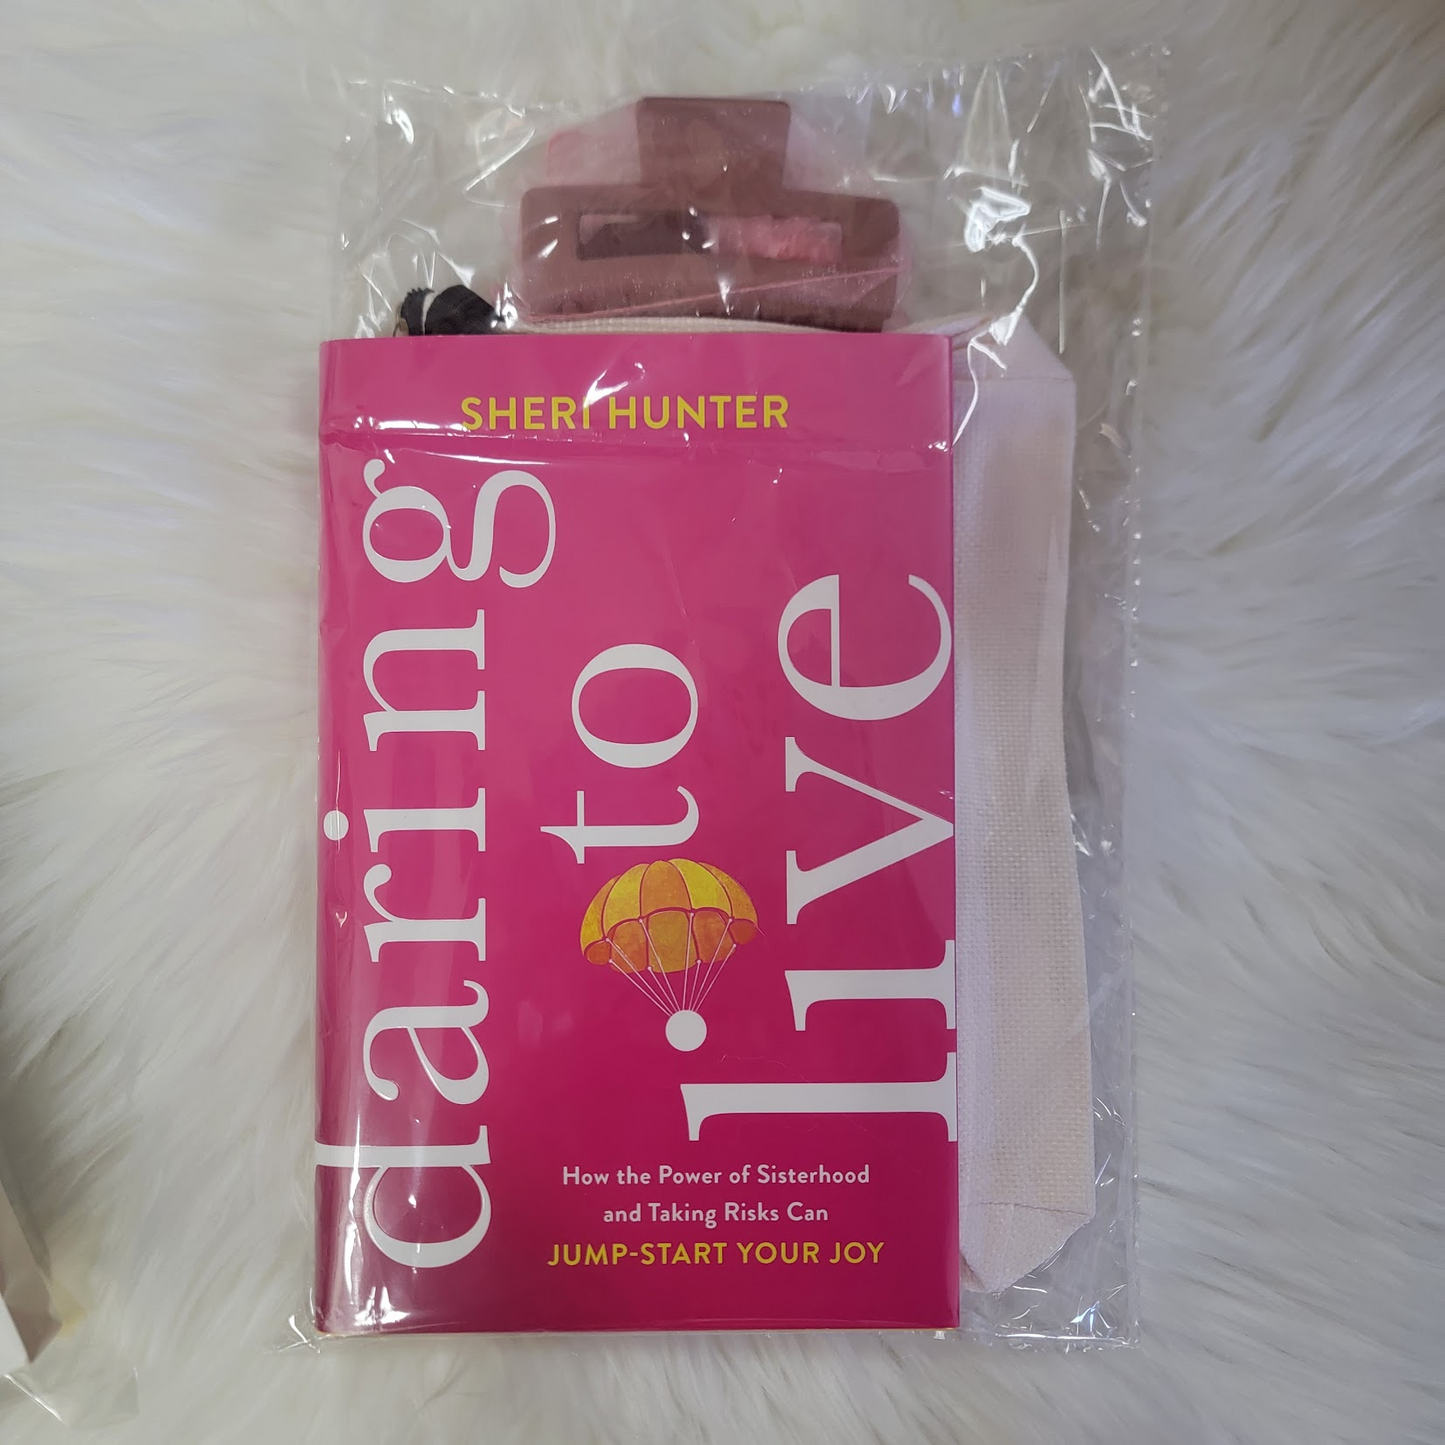 SHERI HUNTER
daring
to
live
How the Power of Sisterhood
and Taking Risks Can
JUMP-START YOUR JOY